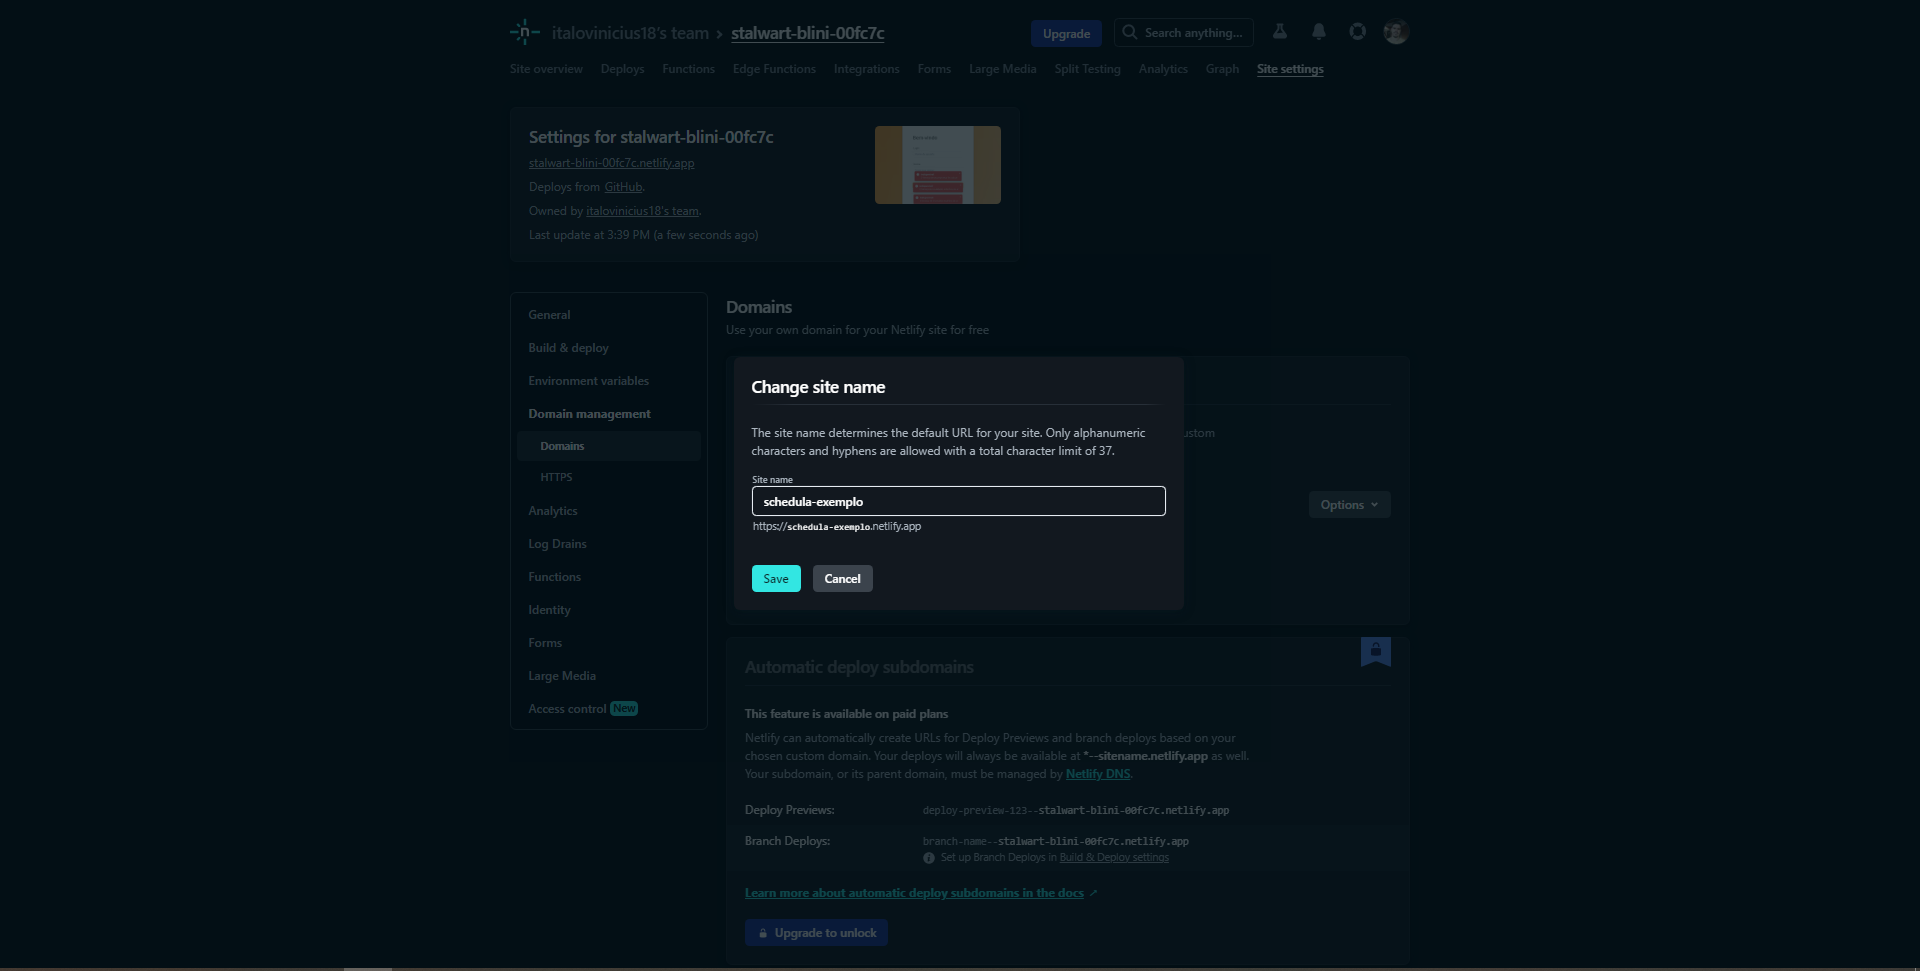 italovinicius18's team › stalwart-blini-00fc7c
Upgrade
Search anything...
Site overview Deploys Functions Edge Functions Integrations Forms Large Media Split Testing Analytics Graph Site settings
Settings for stalwart-blini-00fc7c
stalwart-blini-00fc7c.netlify.app
Deploys from GitHub.
Owned by italovinicius18's team.
Last update at 3:39 PM (a few seconds ago)
General
Build & deploy
Environment variables
Domain management
Domains
HTTPS
Analytics
Log Drains
Functions
Identity
Forms
Large Media
Access control New
Domains
Use your own domain for your Netlify site for free
Change site name
The site name determines the default URL for your site. Only alphanumeric
characters and hyphens are allowed with a total character limit of 37.
Site name
schedula-exemplo
https://schedula-exemplo.netlify.app
Save Cancel
ustom
Options
Automatic deploy subdomains
This feature is available on paid plans
Netlify can automatically create URLs for Deploy Previews and branch deploys based on your
chosen custom domain. Your deploys will always be available at *--sitename.netlify.app as well.
Your subdomain, or its parent domain, must be managed by Netlify DNS.
Deploy Previews: deploy-preview-123--stalwart-blini-00fc7c.netlify.app
Branch Deploys: branch-name--stalwart-blini-00fc7c.netlify.app
Set up Branch Deploys in Build & Deploy settings
Learn more about automatic deploy subdomains in the docs
Upgrade to unlock